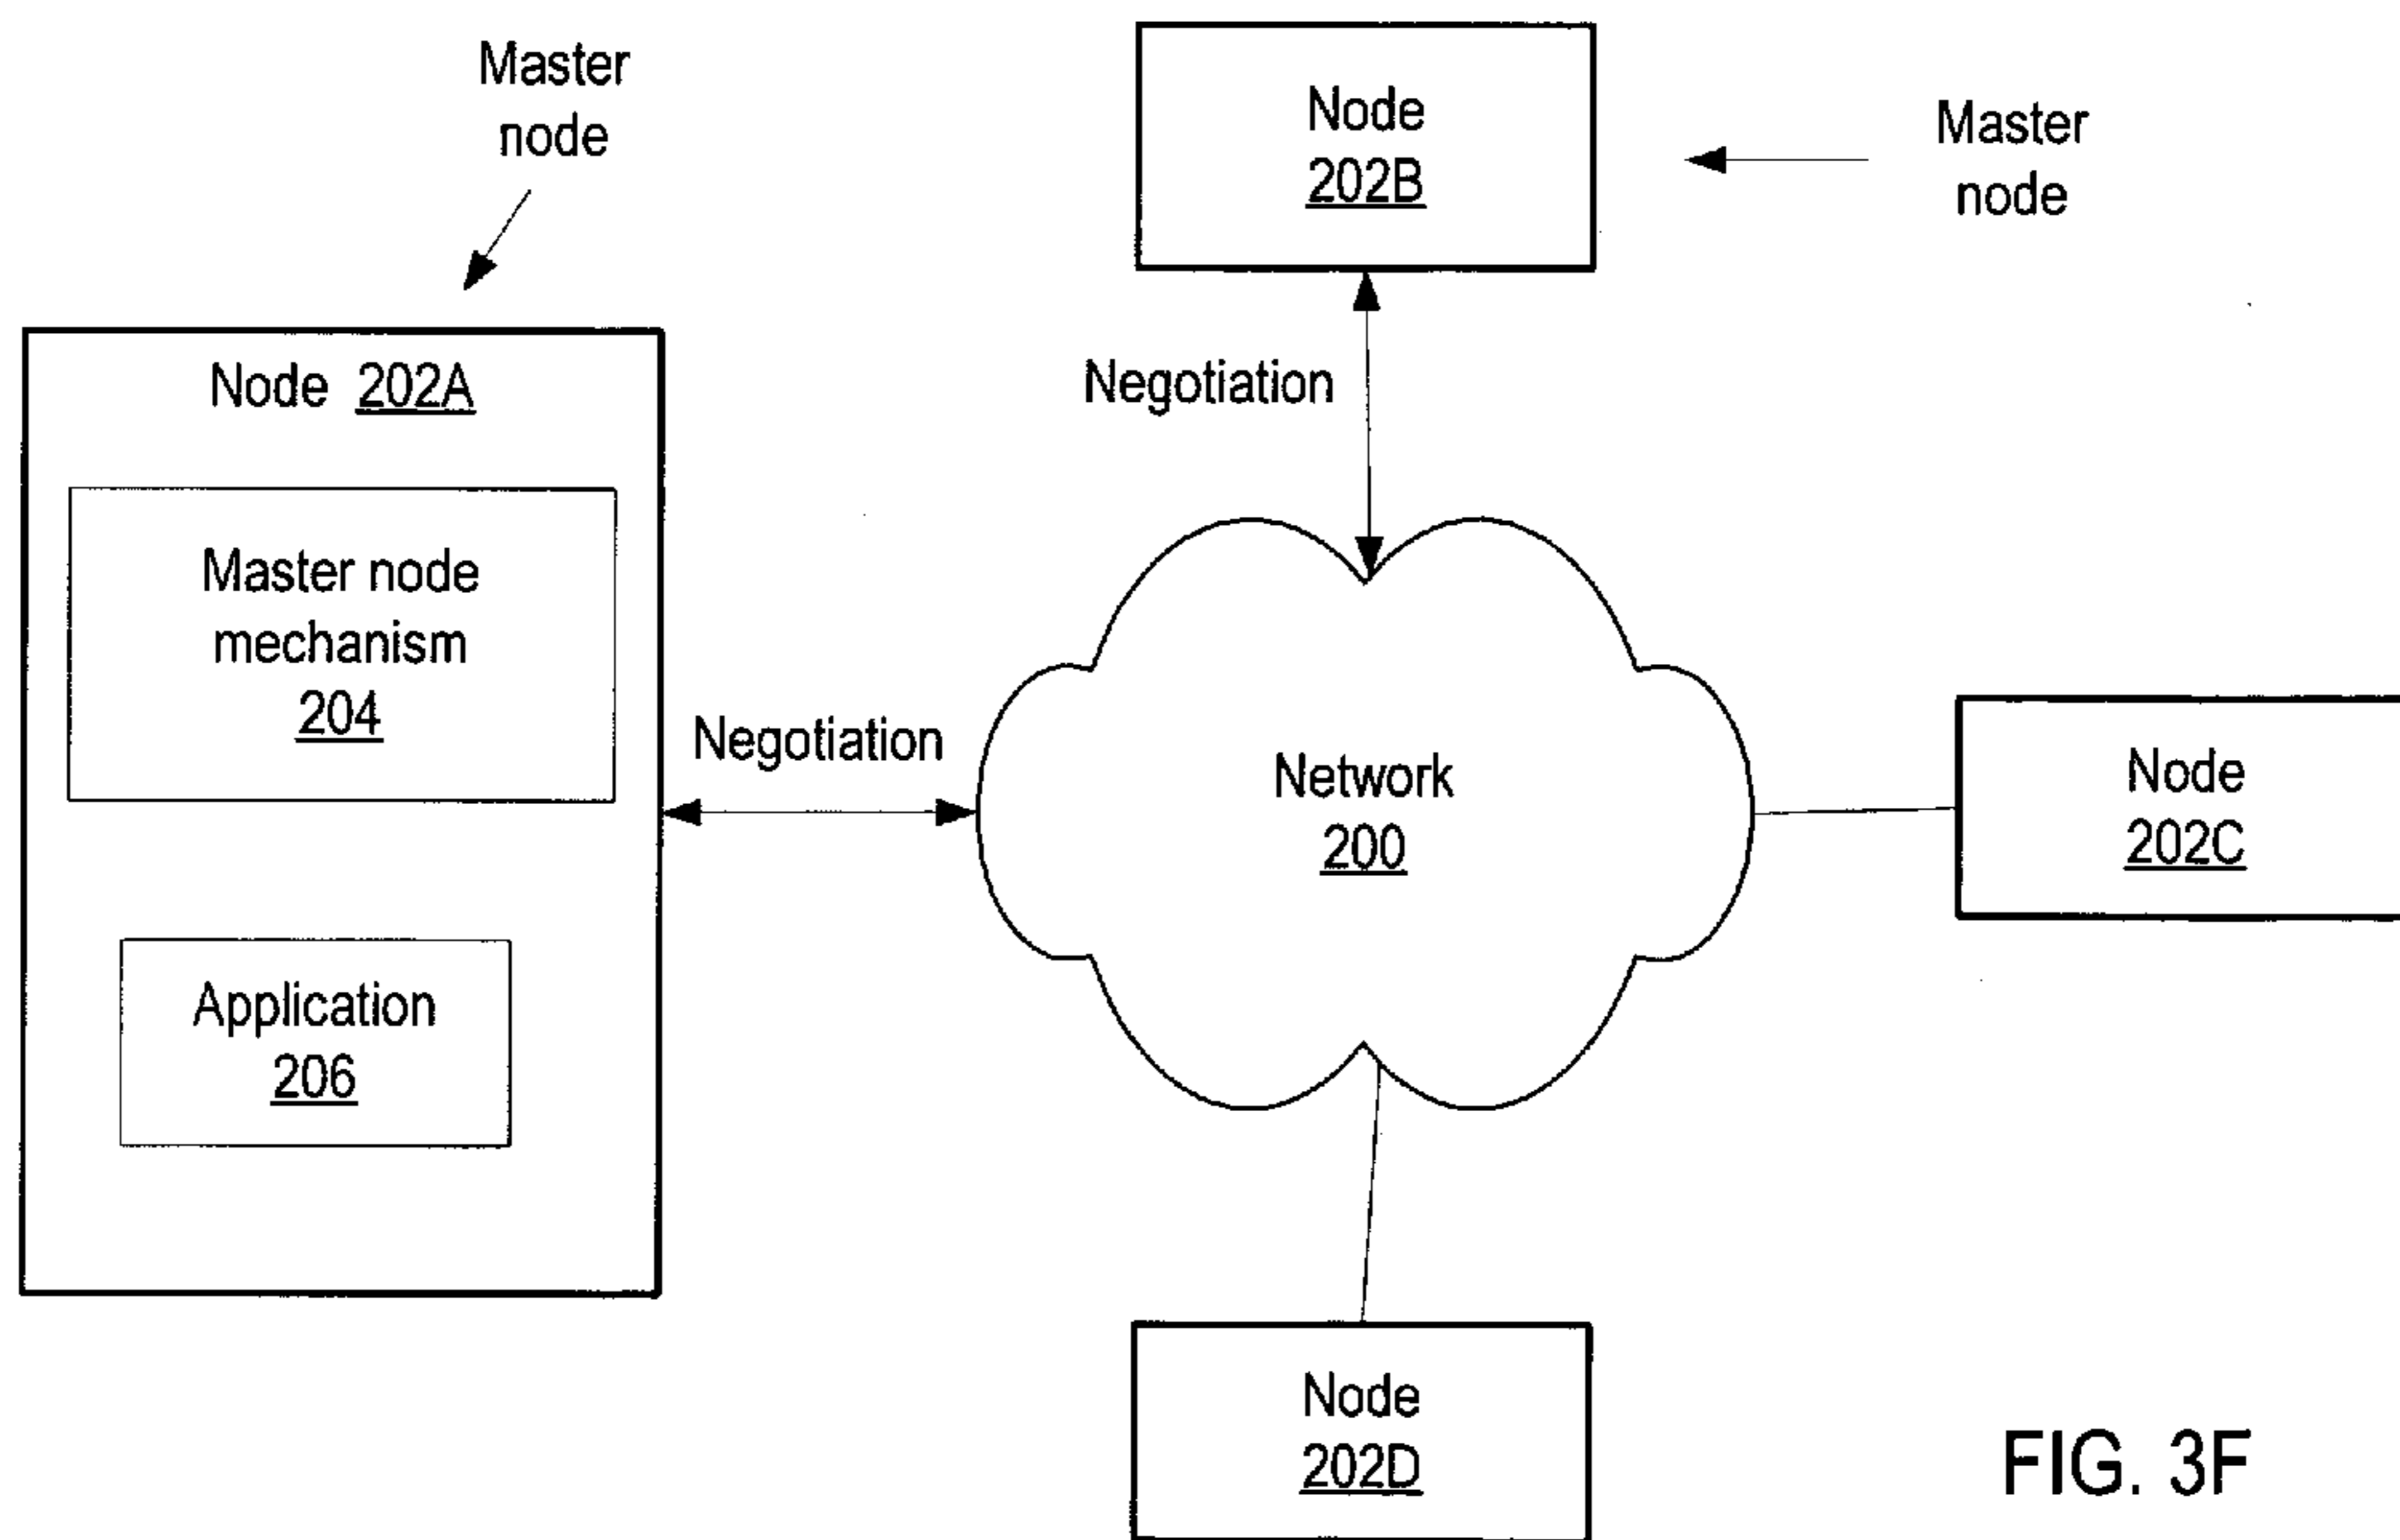 Master
node
Node
202B
Master
node
Node 202A
Negotiation
Master node
mechanism
204
Negotiation
Network
200
Node
202C
Application
206
Node
202D
FIG. 3F